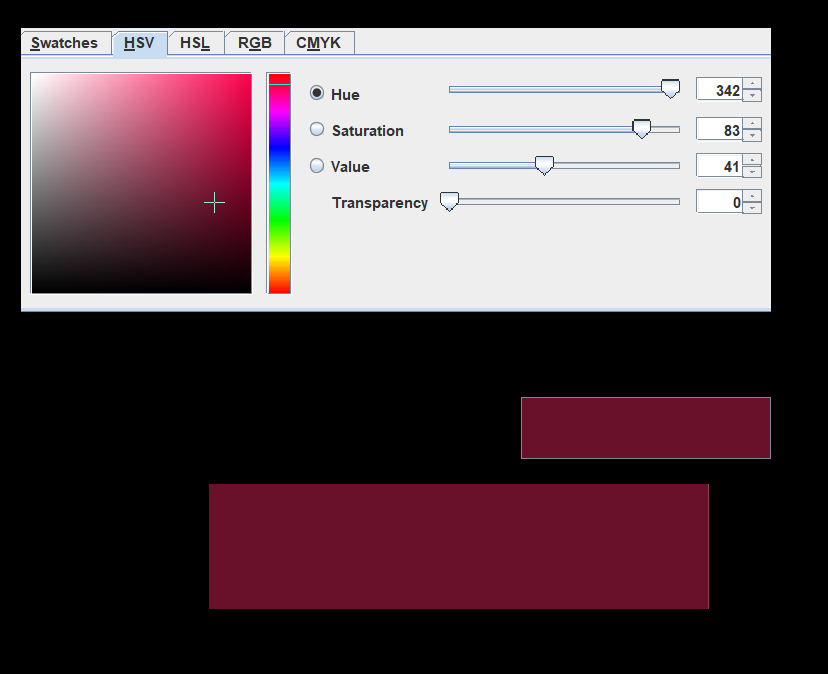 Swatches HSV HSL RGB CMYK
Hue 342
Saturation 83
Value 41
Transparency 0